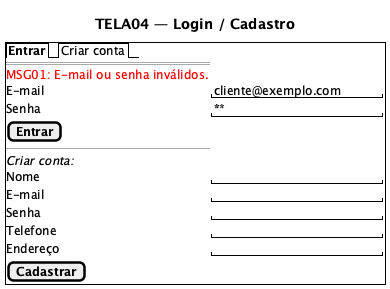 TELA04 — Login / Cadastro
Entrar Criar conta
MSG01: E-mail ou senha inválidos.
E-mail cliente@exemplo.com
Senha **
Entrar
Criar conta:
Nome
E-mail
Senha
Telefone
Endereço
Cadastrar